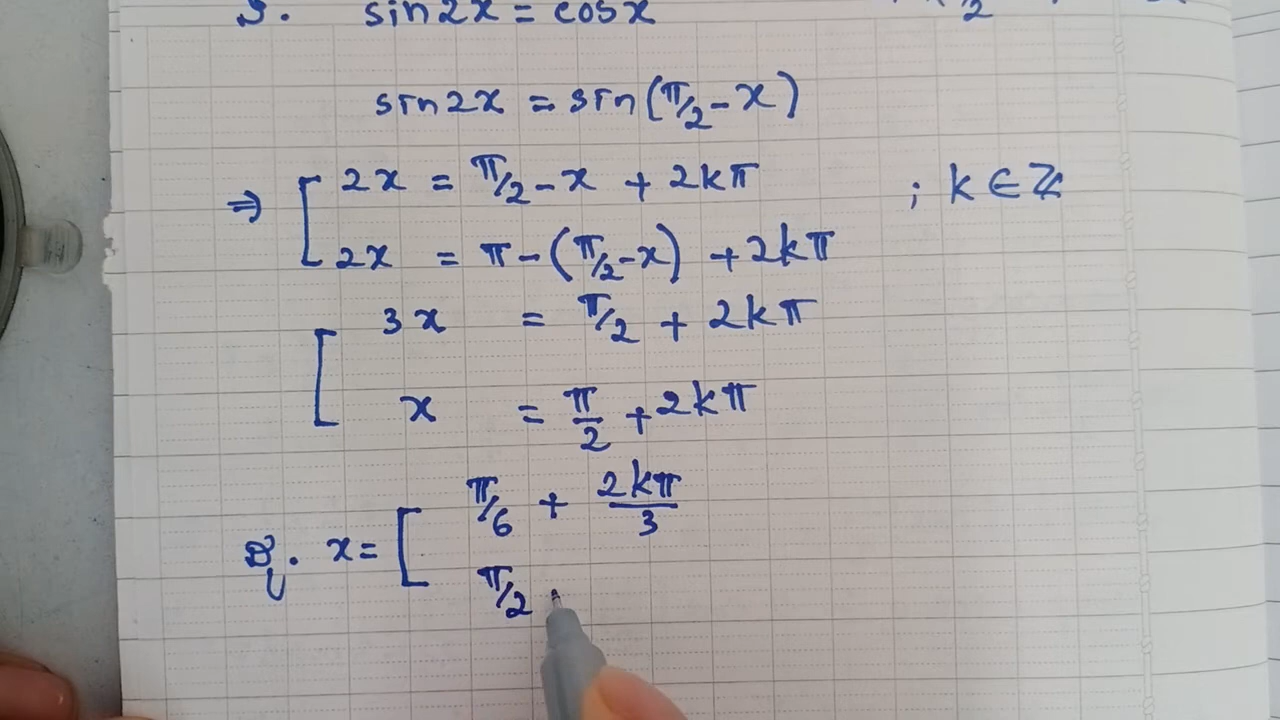 sin2x = cosx
sin2x = sin(π/2 - x)
⇒ [ 2x = π/2 - x + 2kπ ; k ∈ ℤ
2x = π - (π/2 - x) + 2kπ
[ 3x = π/2 + 2kπ
x = π/2 + 2kπ
x = [ π/6 + 2kπ/3
π/2